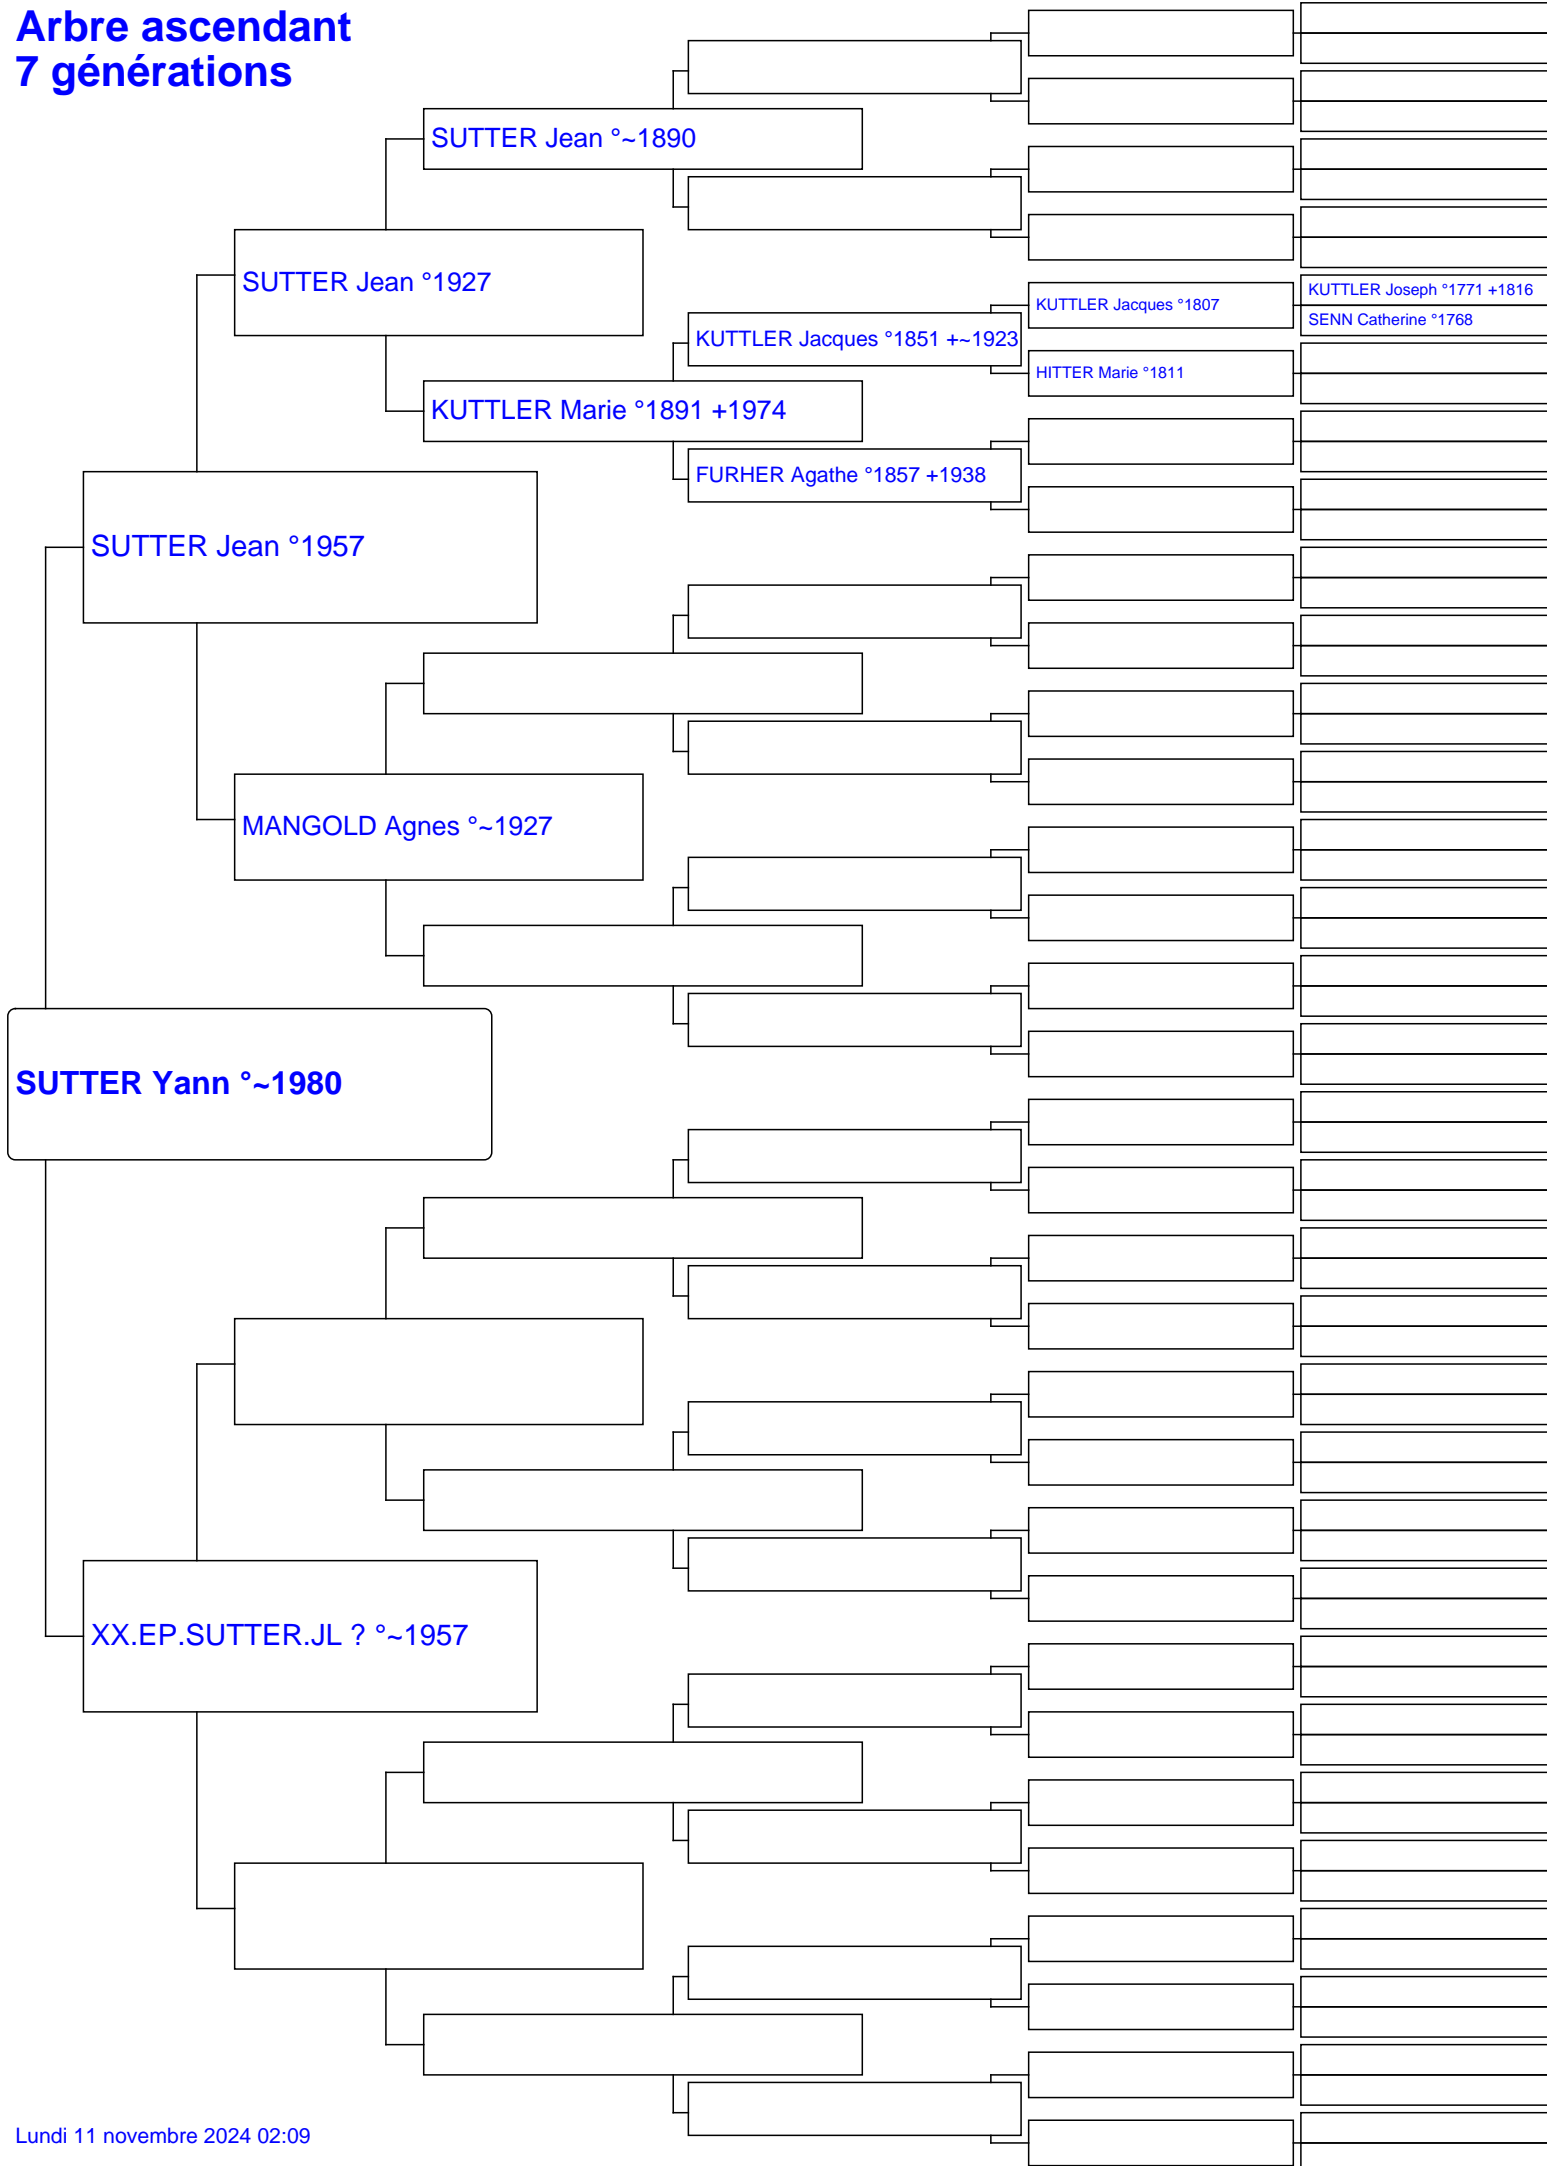 Arbre ascendant
7 générations
SUTTER Jean °~1890
SUTTER Jean °1927
KUTTLER Joseph °1771 +1816
KUTTLER Jacques °1807
SENN Catherine °1768
KUTTLER Jacques °1851 +~1923
HITTER Marie °1811
KUTTLER Marie °1891 +1974
FURHER Agathe °1857 +1938
SUTTER Jean °1957
MANGOLD Agnes °~1927
SUTTER Yann °~1980
XX.EP.SUTTER.JL ? °~1957
Lundi 11 novembre 2024 02:09